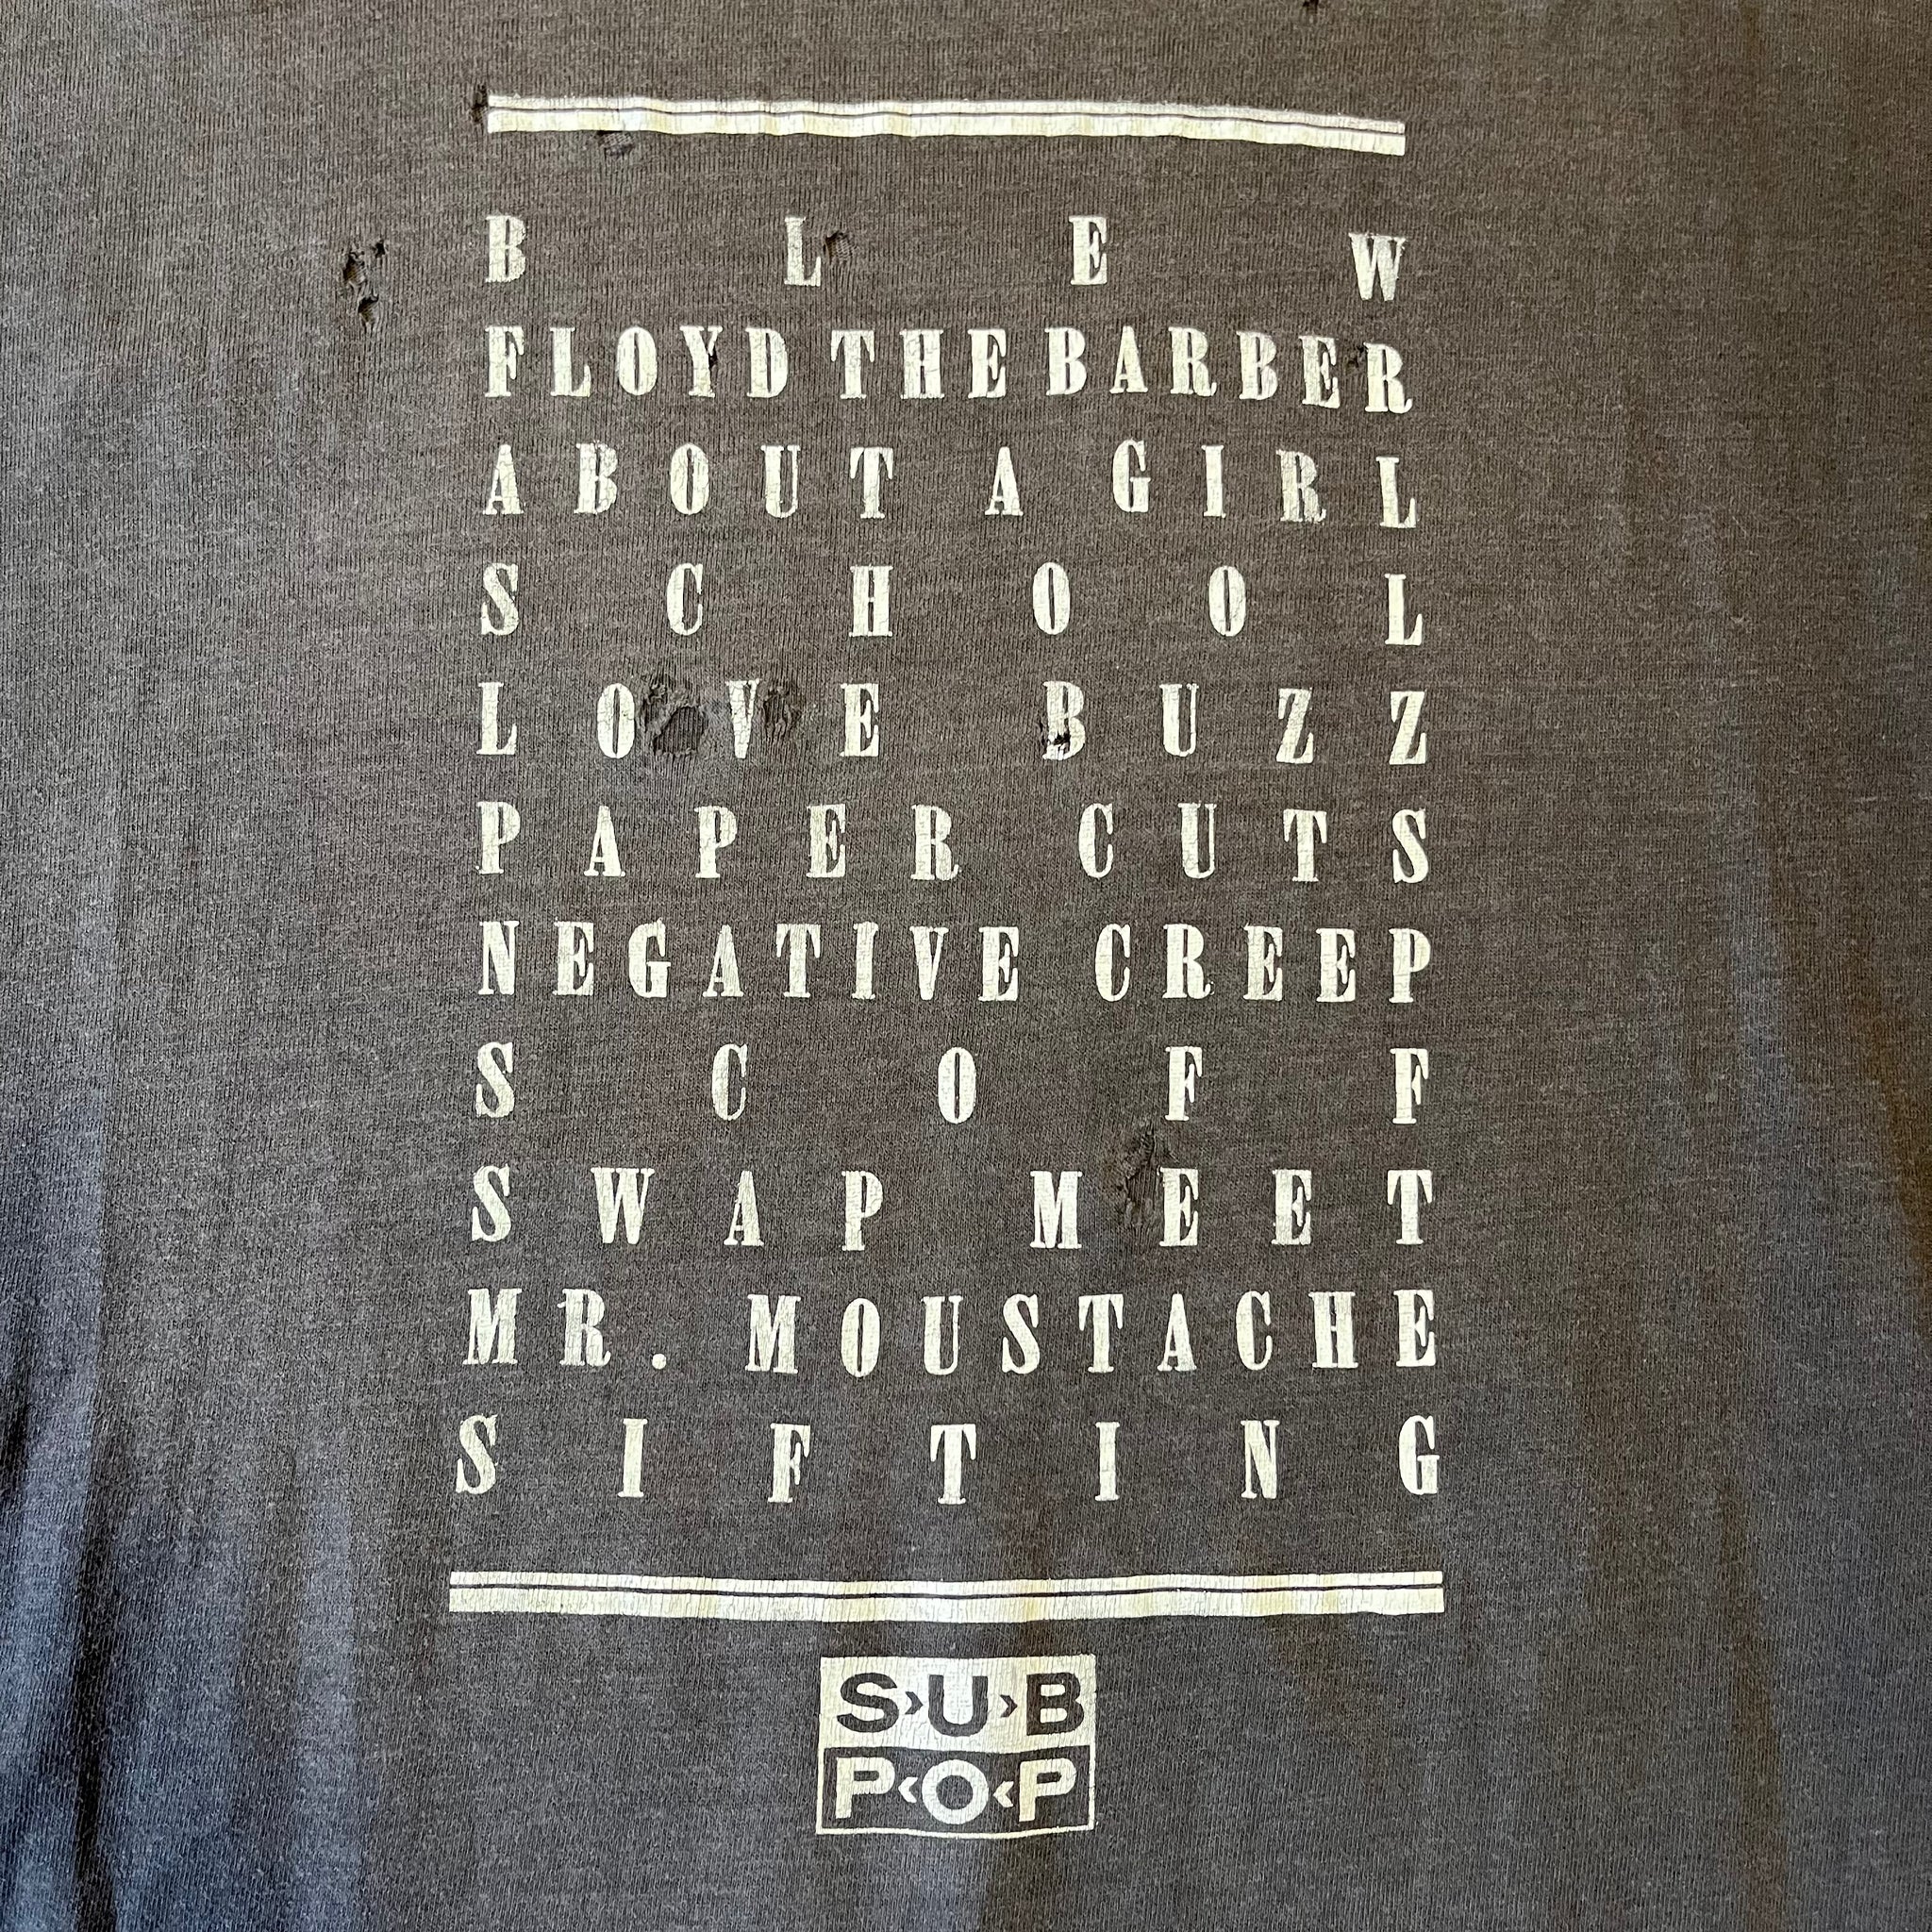 BLEW
FLOYD THE BARBER
ABOUT A GIRL
SCHOOL
LOVE BUZZ
PAPER CUTS
NEGATIVE CREEP
SCOFF
SWAP MEET
MR. MOUSTACHE
SIFTING
SUB
POP